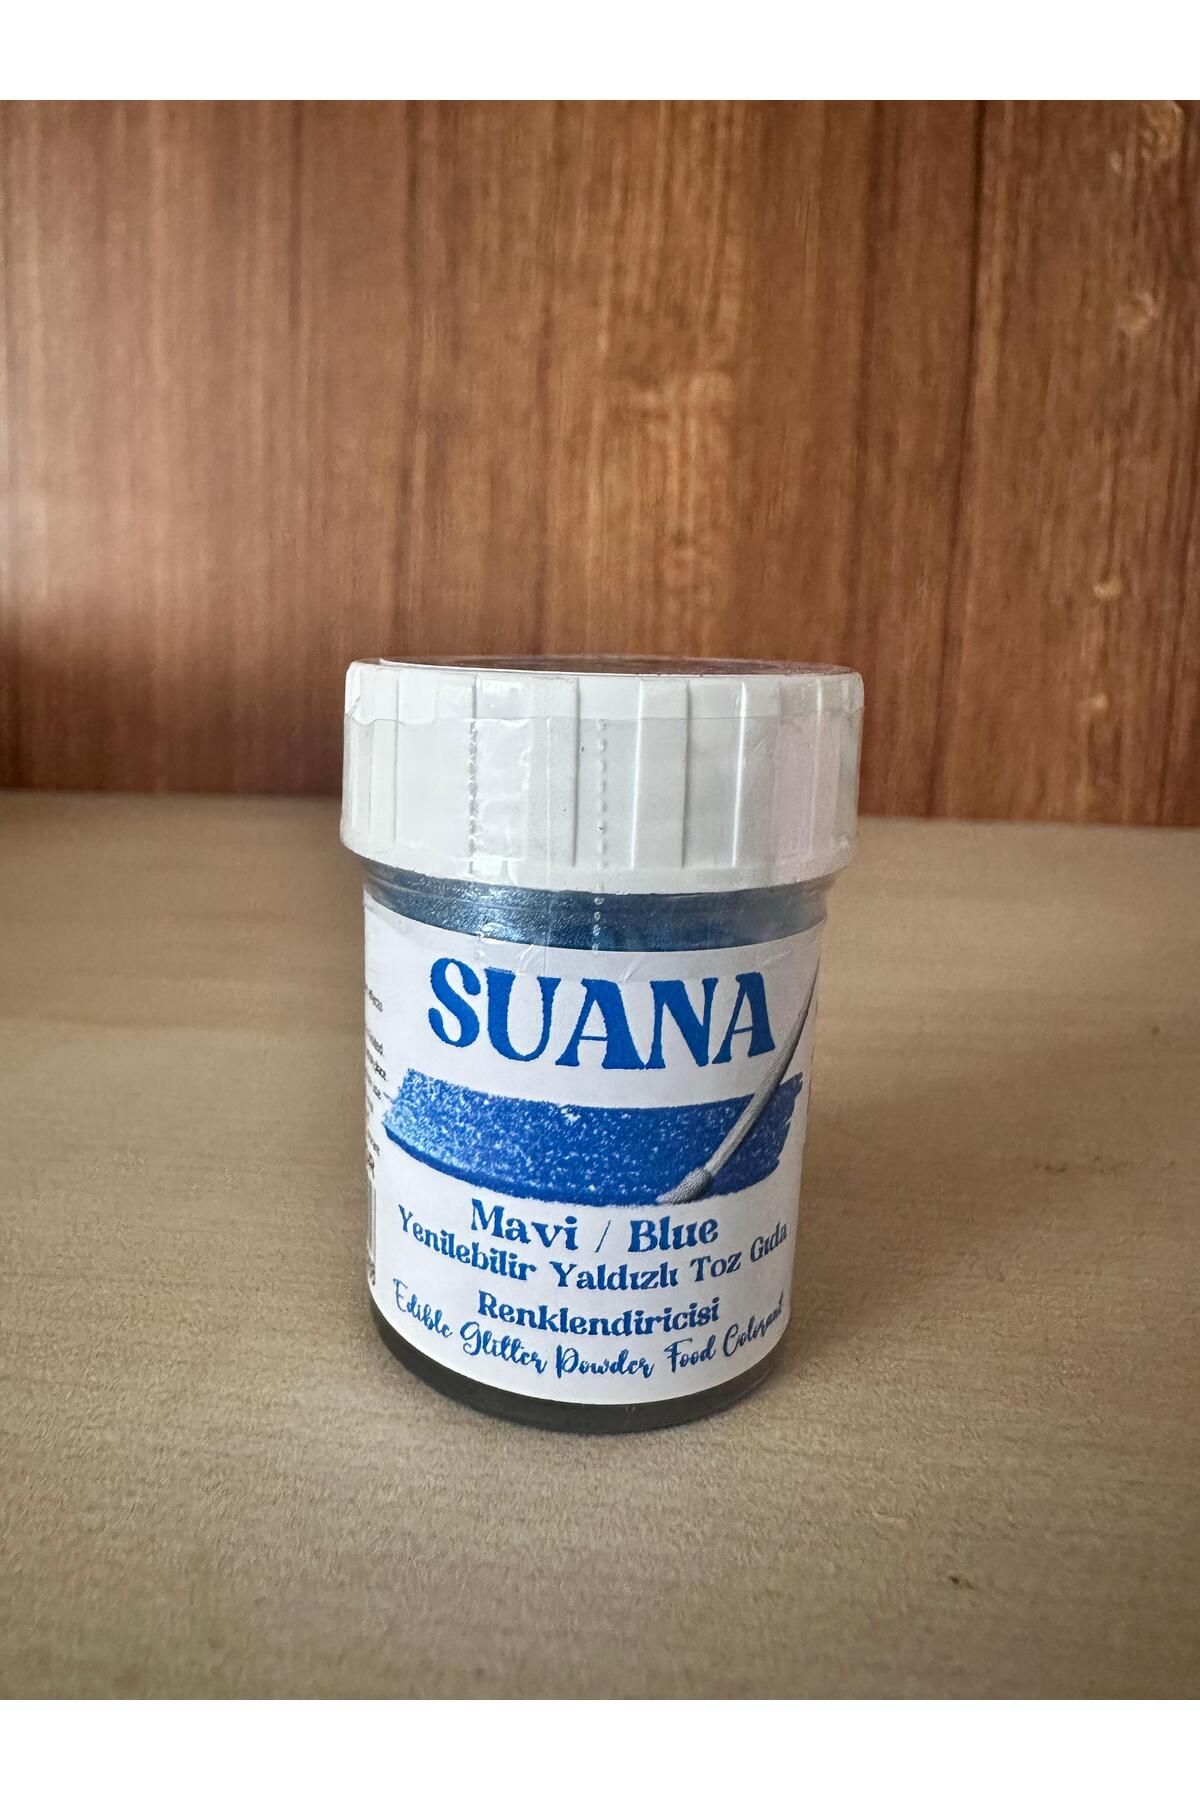 SUANA
Mavi / Blue
Yenilebilir Yaldızlı Toz Gıda
Renklendiricisi
Edible Glitter Powder Food Colorant